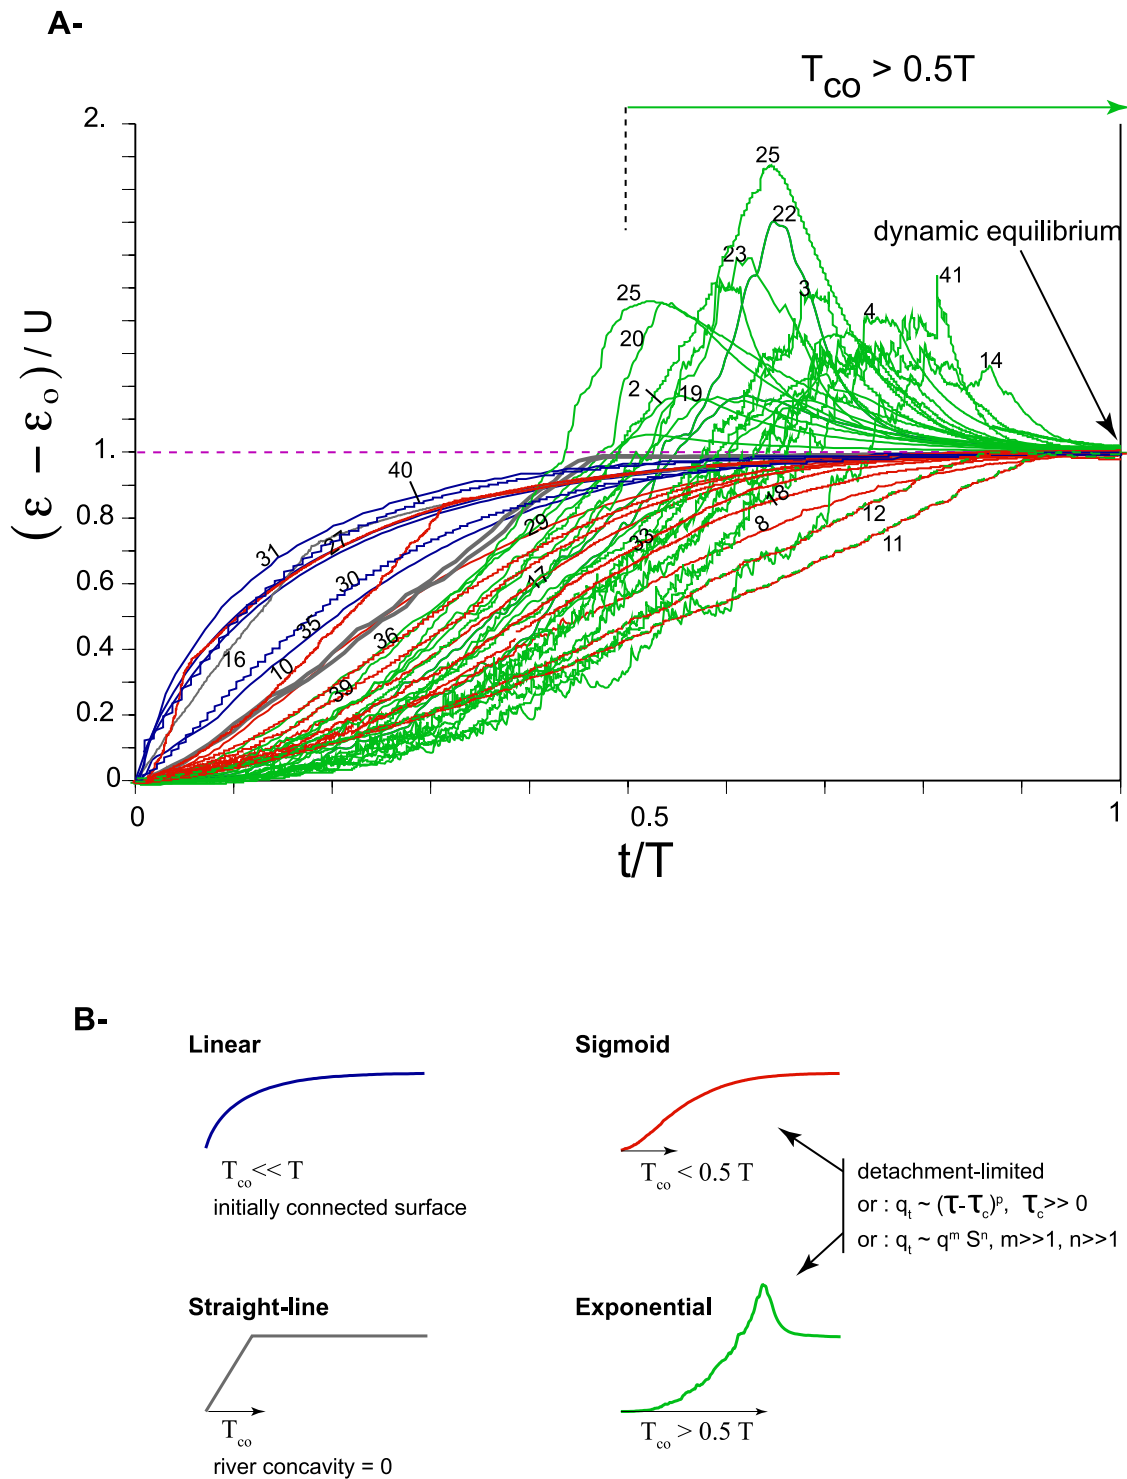 A-
T_co > 0.5T
2.
25
22
dynamic equilibrium
23
41
25
3
4
20
14
2
19
(ε – ε_o) / U
1.
40
0.8
31
27
29
18
8
12
33
11
0.6
30
17
35
36
0.4
16
10
39
0.2
0
0
0.5
1
t/T
B-
Linear
Sigmoid
T_co << T
T_co < 0.5 T
initially connected surface
detachment-limited
or : q_t ~ (τ-τ_c)^p, τ_c >> 0
or : q_t ~ q^m S^n, m>>1, n>>1
Straight-line
Exponential
T_co
T_co > 0.5 T
river concavity = 0